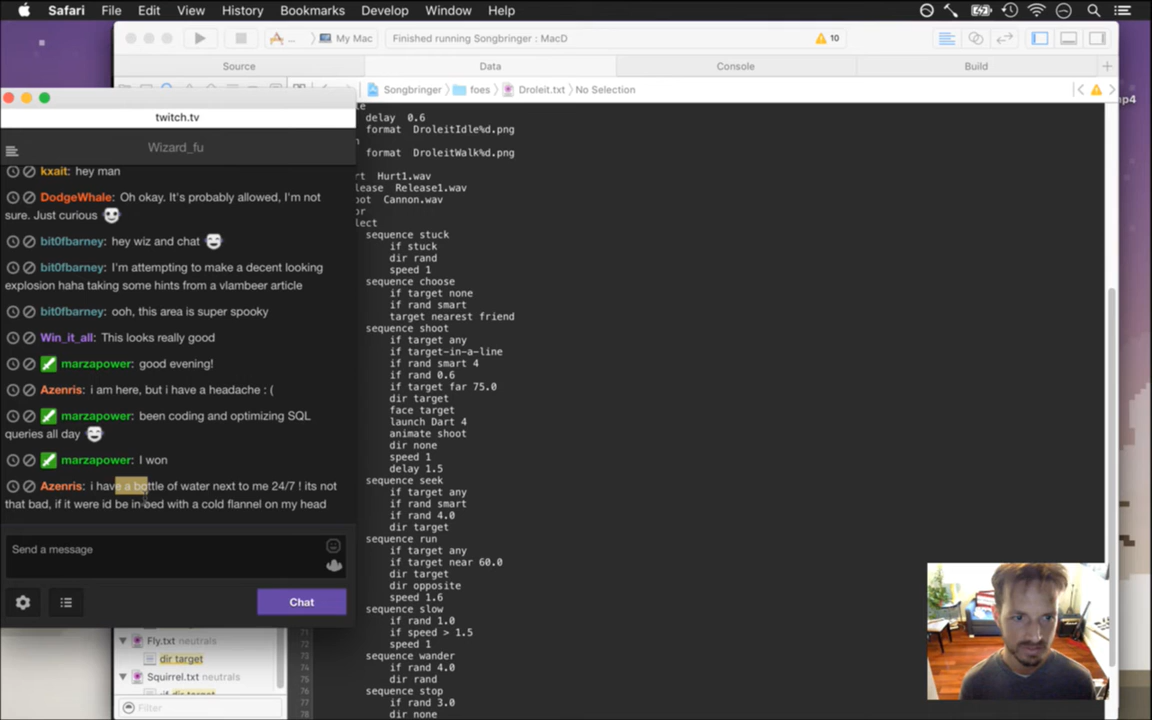 Safari File Edit View History Bookmarks Develop Window Help
My Mac
Finished running Songbringer : MacD
10
Source Data Console Build
Songbringer foes Droleit.txt No Selection
twitch.tv
Wizard_fu
kxait: hey man
DodgeWhale: Oh okay. It's probably allowed, I'm not
sure. Just curious
bit0fbarney: hey wiz and chat
bit0fbarney: I'm attempting to make a decent looking
explosion haha taking some hints from a vlambeer article
bit0fbarney: ooh, this area is super spooky
Win_it_all: This looks really good
marzapower: good evening!
Azenris: i am here, but i have a headache : (
marzapower: been coding and optimizing SQL
queries all day
marzapower: I won
Azenris: i have a bottle of water next to me 24/7 ! its not
that bad, if it were id be in bed with a cold flannel on my head
Send a message
Chat
Fly.txt neutrals
dir target
Squirrel.txt neutrals
if dir target
Filter
delay 0.6
format DroleitIdle%d.png
format DroleitWalk%d.png
Hurt1.wav
Release1.wav
Cannon.wav
sequence stuck
if stuck
dir rand
speed 1
sequence choose
if target none
if rand smart
target nearest friend
sequence shoot
if target any
if target-in-a-line
if rand smart 4
if rand 0.6
if target far 75.0
dir target
face target
launch Dart 4
animate shoot
dir none
speed 1
delay 1.5
sequence seek
if target any
if rand smart
if rand 4.0
dir target
sequence run
if target any
if target near 60.0
dir target
dir opposite
speed 1.6
sequence slow
if rand 1.0
if speed > 1.5
72 speed 1
73 sequence wander
74 if rand 4.0
75 dir rand
76 sequence stop
77 if rand 3.0
78 dir none